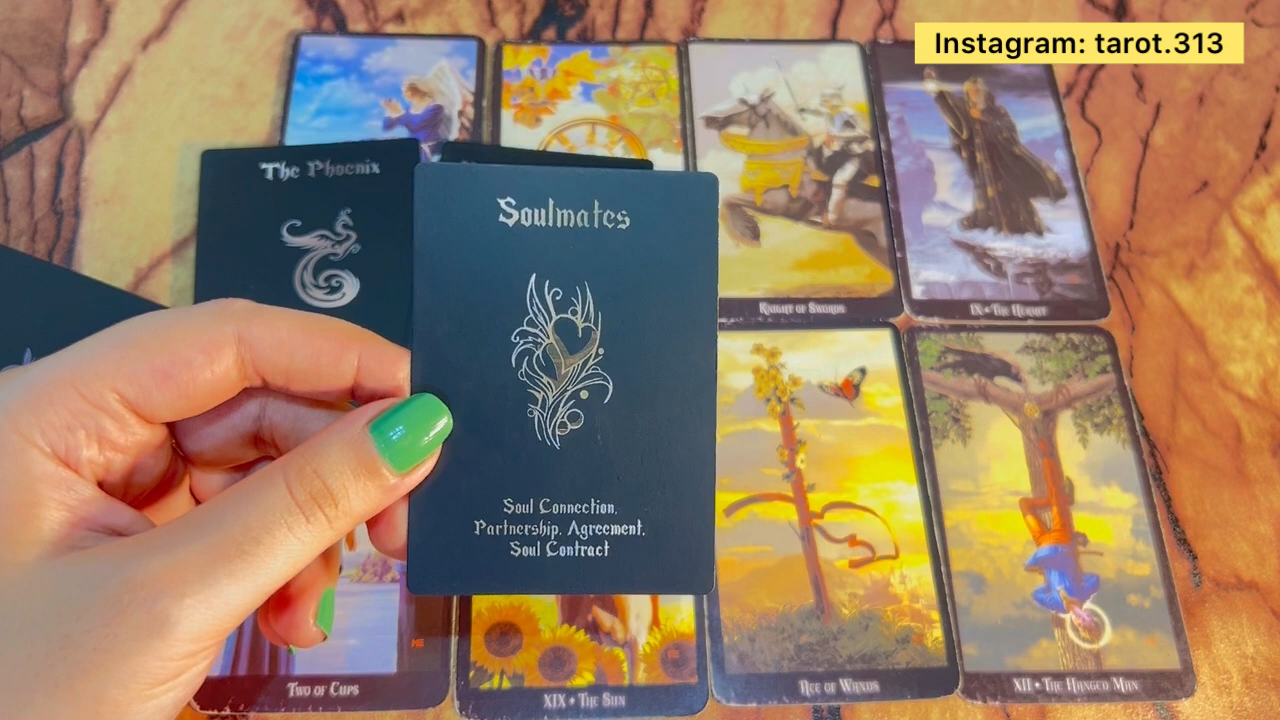 Instagram: tarot.313
The Phoenix
Soulmates
Soul Connection,
Partnership, Agreement,
Soul Contract
Knight of Swords
IX • The Hermit
Two of Cups
XIX • The Sun
Ace of Wands
XII • The Hanged Man